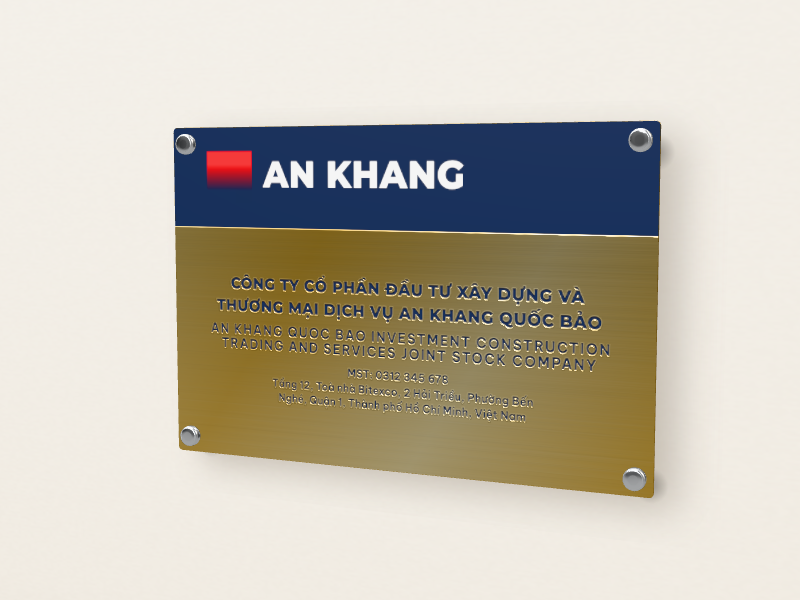 AN KHANG
CÔNG TY CỔ PHẦN ĐẦU TƯ XÂY DỰNG VÀ
THƯƠNG MẠI DỊCH VỤ AN KHANG QUỐC BẢO
AN KHANG QUOC BAO INVESTMENT CONSTRUCTION
TRADING AND SERVICES JOINT STOCK COMPANY
MST: 0312 345 678
Tầng 12, Toà nhà Bitexco, 2 Hải Triều, Phường Bến
Nghé, Quận 1, Thành phố Hồ Chí Minh, Việt Nam